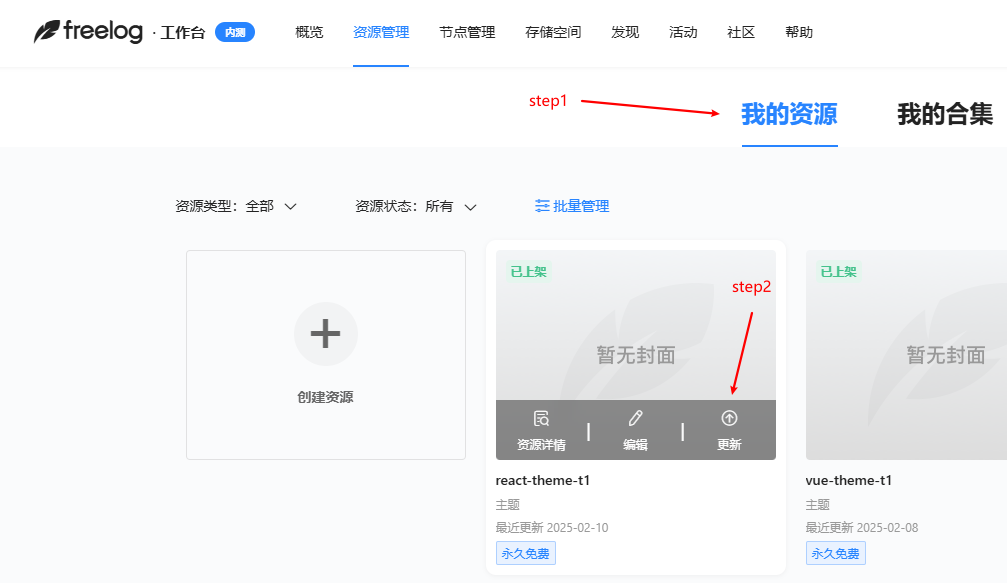 freelog · 工作台 内测 概览 资源管理 节点管理 存储空间 发现 活动 社区 帮助
step1 我的资源 我的合集
资源类型：全部 资源状态：所有 批量管理
已上架 已上架
step2
暂无封面 暂无封面
创建资源
资源详情 编辑 更新
react-theme-t1 vue-theme-t1
主题 主题
最近更新 2025-02-10 最近更新 2025-02-08
永久免费 永久免费